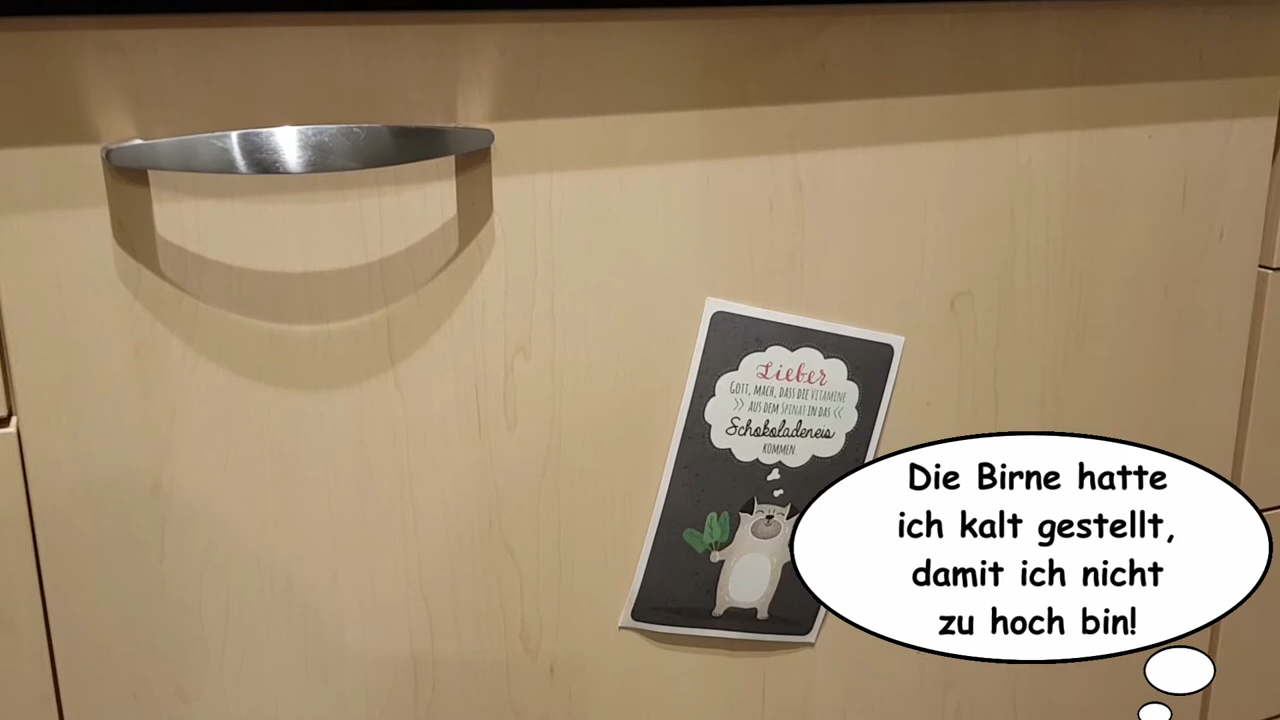 Lieber
GOTT, MACH, DASS DIE VITAMINE
AUS DEM SPINAT IN DAS
Schokoladeneis
KOMMEN
Die Birne hatte
ich kalt gestellt,
damit ich nicht
zu hoch bin!